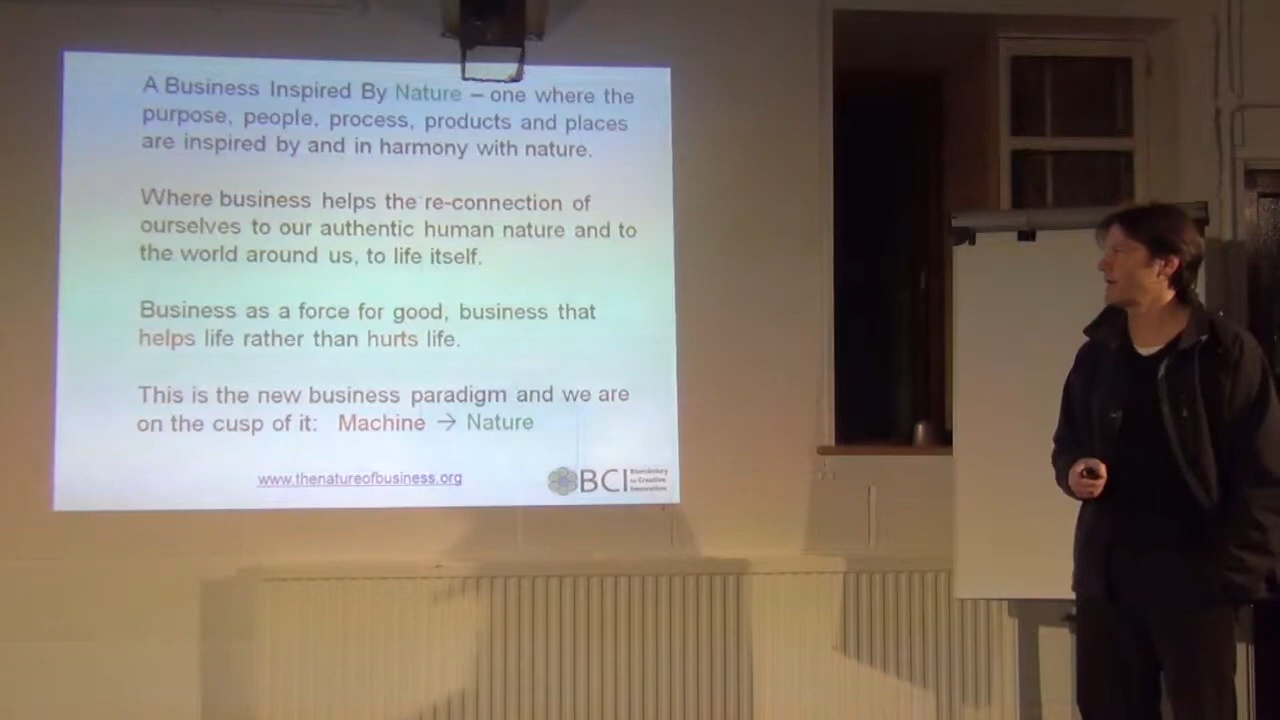 A Business Inspired By Nature – one where the
purpose, people, process, products and places
are inspired by and in harmony with nature.
Where business helps the re-connection of
ourselves to our authentic human nature and to
the world around us, to life itself.
Business as a force for good, business that
helps life rather than hurts life.
This is the new business paradigm and we are
on the cusp of it: Machine → Nature
www.thenatureofbusiness.org
BCI